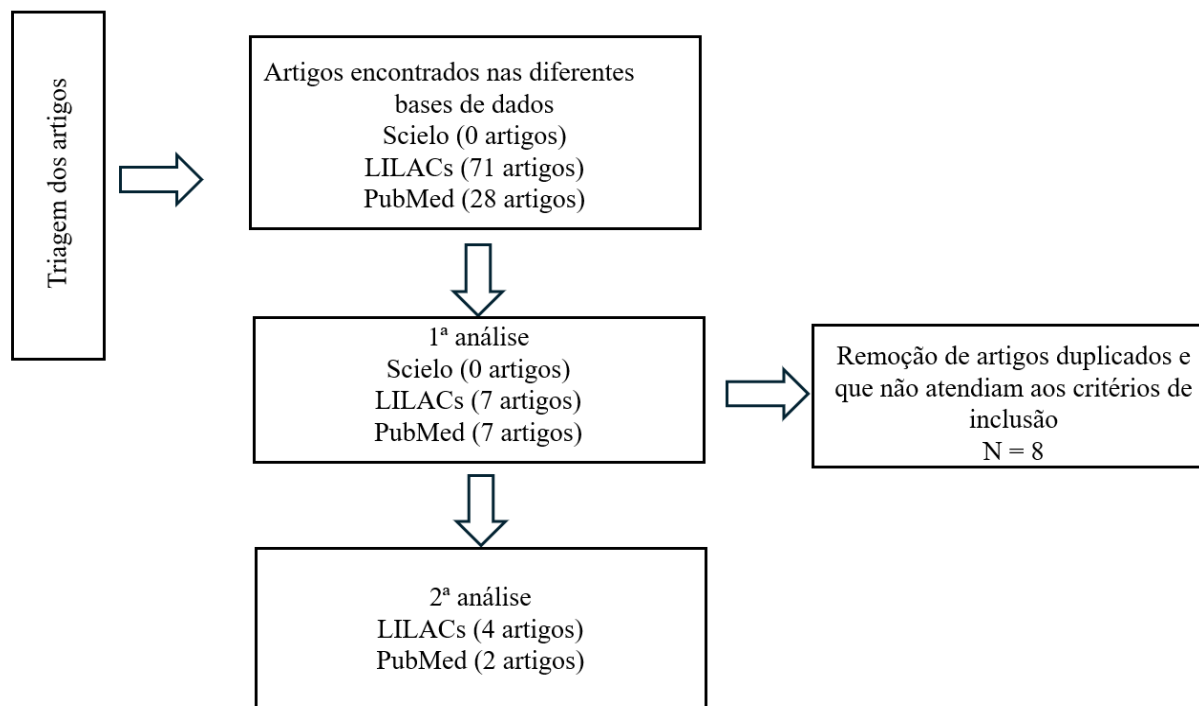 Triagem dos artigos
Artigos encontrados nas diferentes
bases de dados
Scielo (0 artigos)
LILACs (71 artigos)
PubMed (28 artigos)
1ª análise
Scielo (0 artigos)
LILACs (7 artigos)
PubMed (7 artigos)
Remoção de artigos duplicados e
que não atendiam aos critérios de
inclusão
N = 8
2ª análise
LILACs (4 artigos)
PubMed (2 artigos)